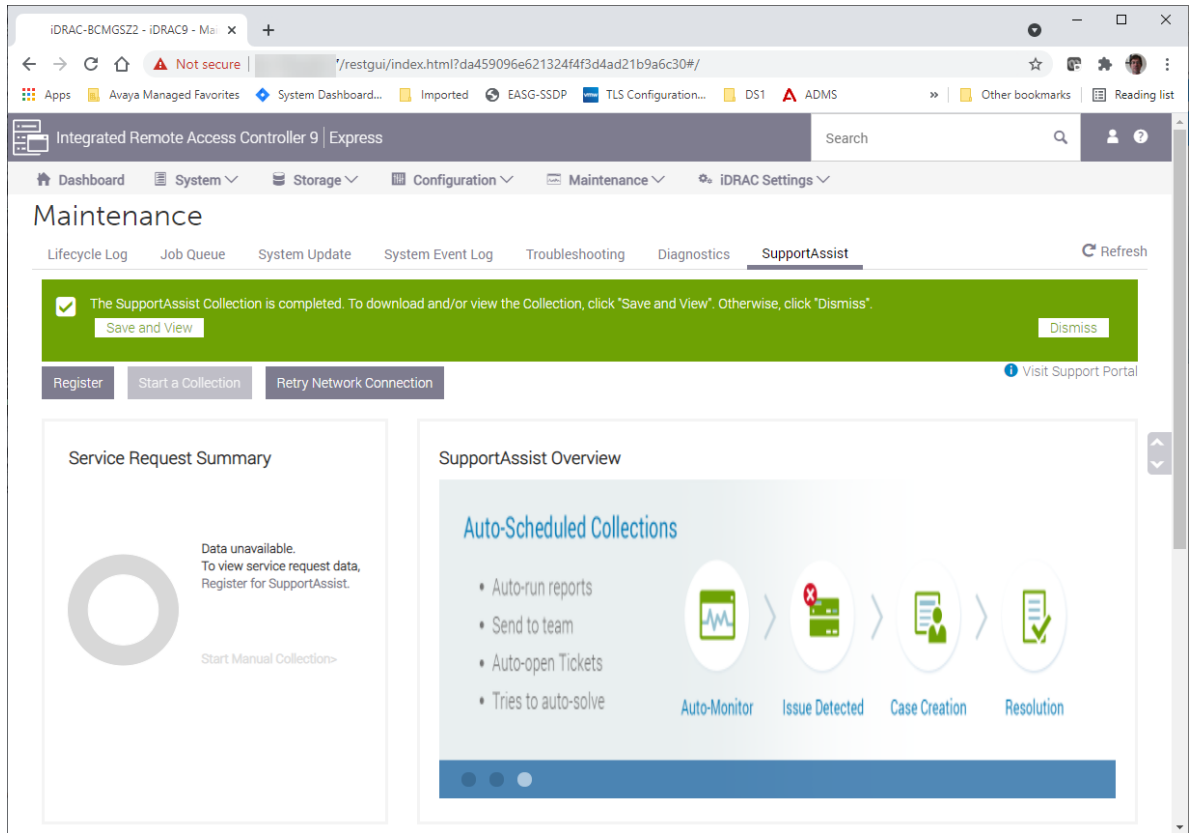 iDRAC-BCMGSZ2 - iDRAC9 - Mai
Not secure
/restgui/index.html?da459096e621324f4f3d4ad21b9a6c30#/
Apps Avaya Managed Favorites System Dashboard... Imported EASG-SSDP vmw TLS Configuration... DS1 ADMS » Other bookmarks Reading list
Integrated Remote Access Controller 9 | Express Search
Dashboard System Storage Configuration Maintenance iDRAC Settings
Maintenance
Lifecycle Log Job Queue System Update System Event Log Troubleshooting Diagnostics SupportAssist Refresh
The SupportAssist Collection is completed. To download and/or view the Collection, click "Save and View". Otherwise, click "Dismiss".
Save and View Dismiss
Register Start a Collection Retry Network Connection Visit Support Portal
Service Request Summary
Data unavailable.
To view service request data,
Register for SupportAssist.
Start Manual Collection>
SupportAssist Overview
Auto-Scheduled Collections
• Auto-run reports
• Send to team
• Auto-open Tickets
• Tries to auto-solve
Auto-Monitor Issue Detected Case Creation Resolution